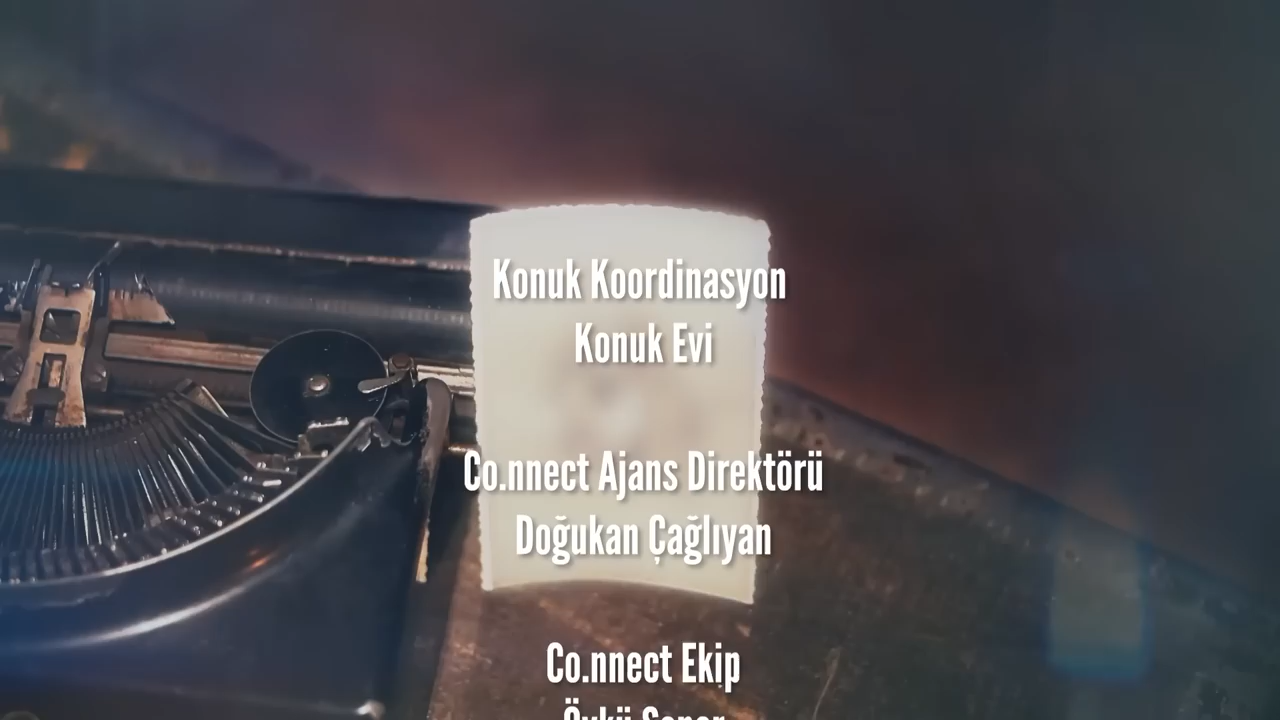 Konuk Koordinasyon
Konuk Evi
Co.nnect Ajans Direktörü
Doğukan Çağlıyan
Co.nnect Ekip